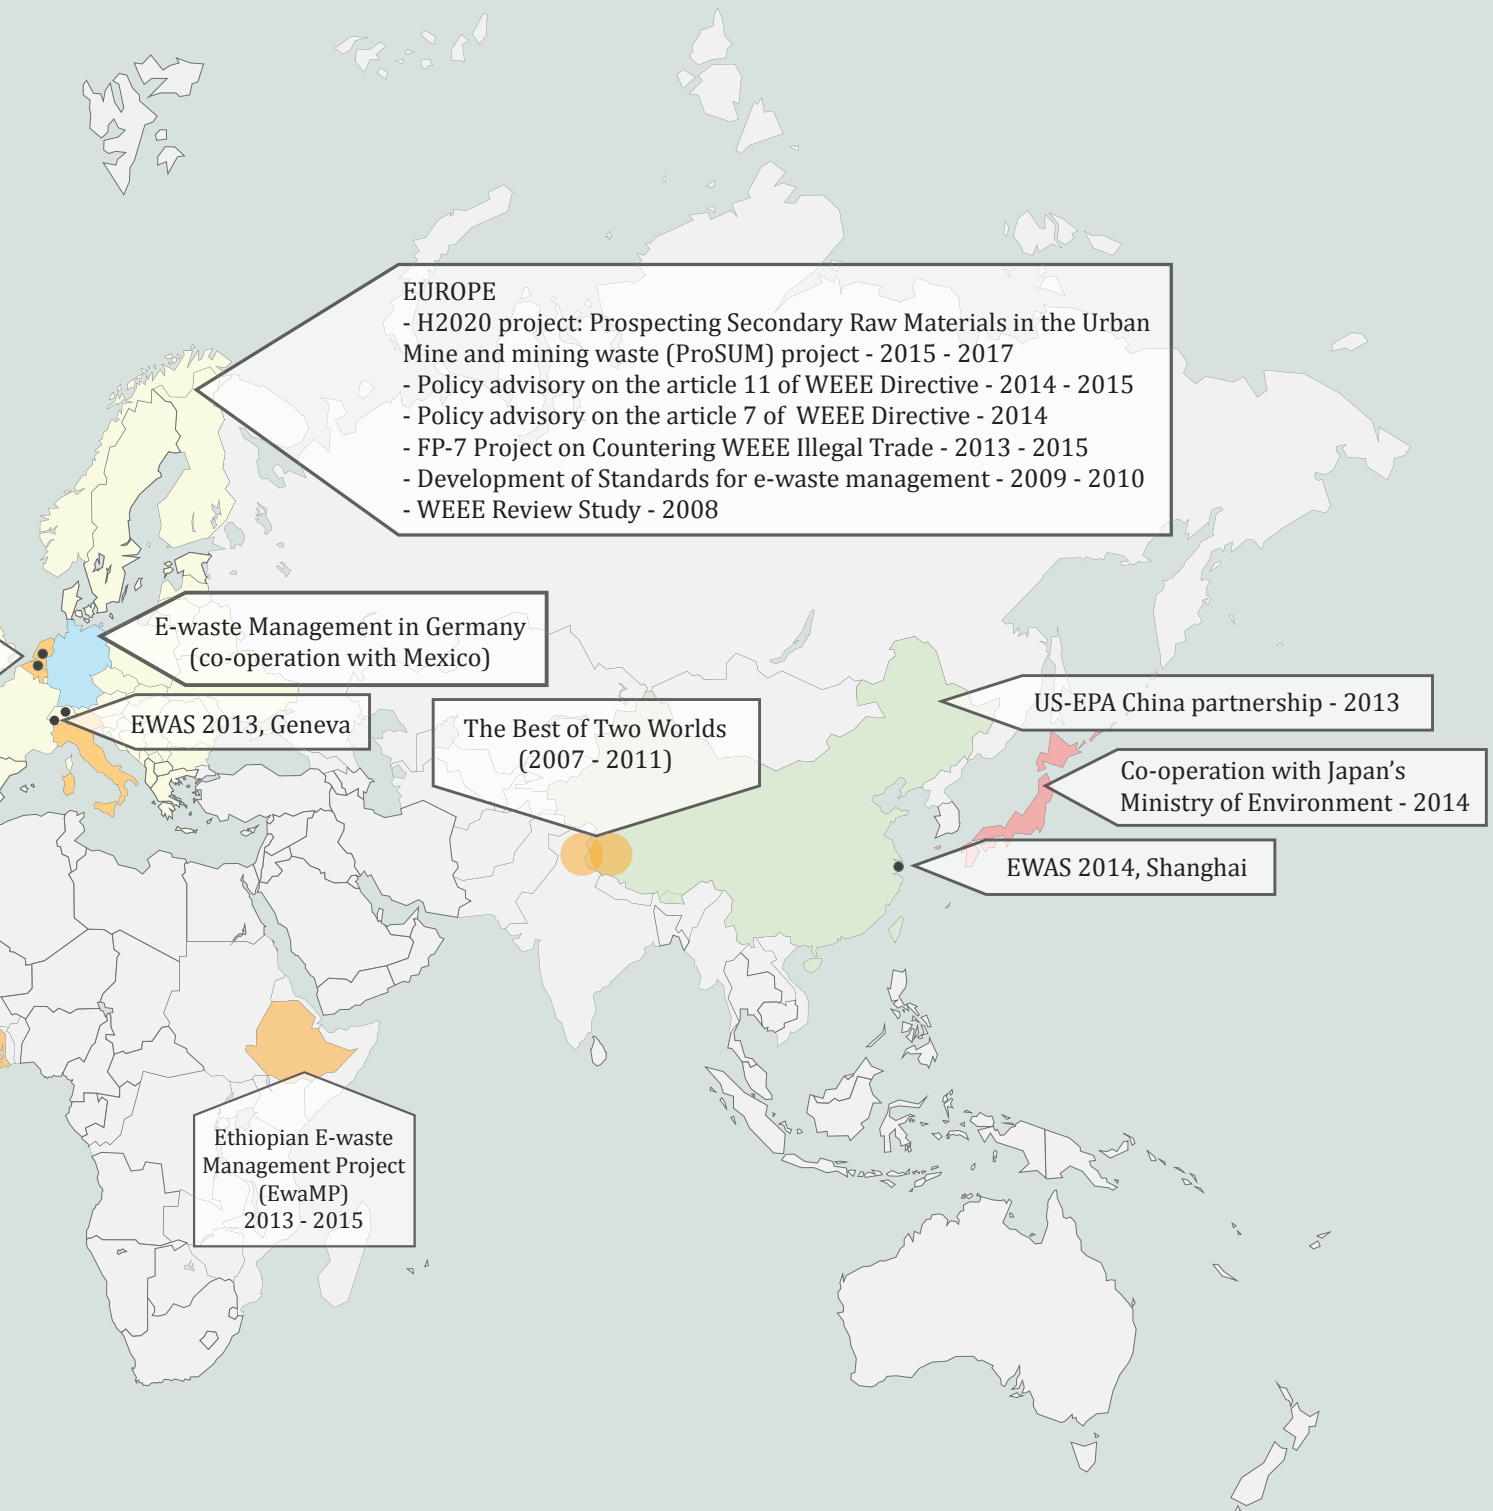 EUROPE
- H2020 project: Prospecting Secondary Raw Materials in the Urban
Mine and mining waste (ProSUM) project - 2015 - 2017
- Policy advisory on the article 11 of WEEE Directive - 2014 - 2015
- Policy advisory on the article 7 of  WEEE Directive - 2014
- FP-7 Project on Countering WEEE Illegal Trade - 2013 - 2015
- Development of Standards for e-waste management - 2009 - 2010
- WEEE Review Study - 2008
E-waste Management in Germany
(co-operation with Mexico)
EWAS 2013, Geneva
The Best of Two Worlds
(2007 - 2011)
US-EPA China partnership - 2013
Co-operation with Japan’s
Ministry of Environment - 2014
EWAS 2014, Shanghai
Ethiopian E-waste
Management Project
(EwaMP)
2013 - 2015